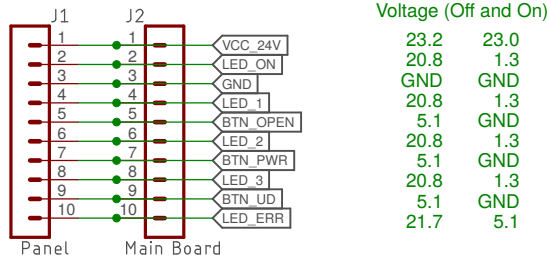 J1 J2 Voltage (Off and On)
1 1 VCC_24V 23.2 23.0
2 2 LED_ON 20.8 1.3
3 3 GND GND GND
4 4 LED_1 20.8 1.3
5 5 BTN_OPEN 5.1 GND
6 6 LED_2 20.8 1.3
7 7 BTN_PWR 5.1 GND
8 8 LED_3 20.8 1.3
9 9 BTN_UD 5.1 GND
10 10 LED_ERR 21.7 5.1
Panel Main Board